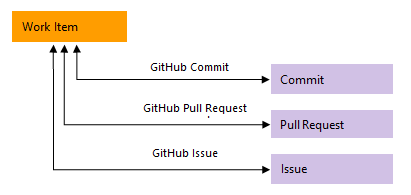 Work Item
GitHub Commit
Commit
GitHub Pull Request
Pull Request
GitHub Issue
Issue